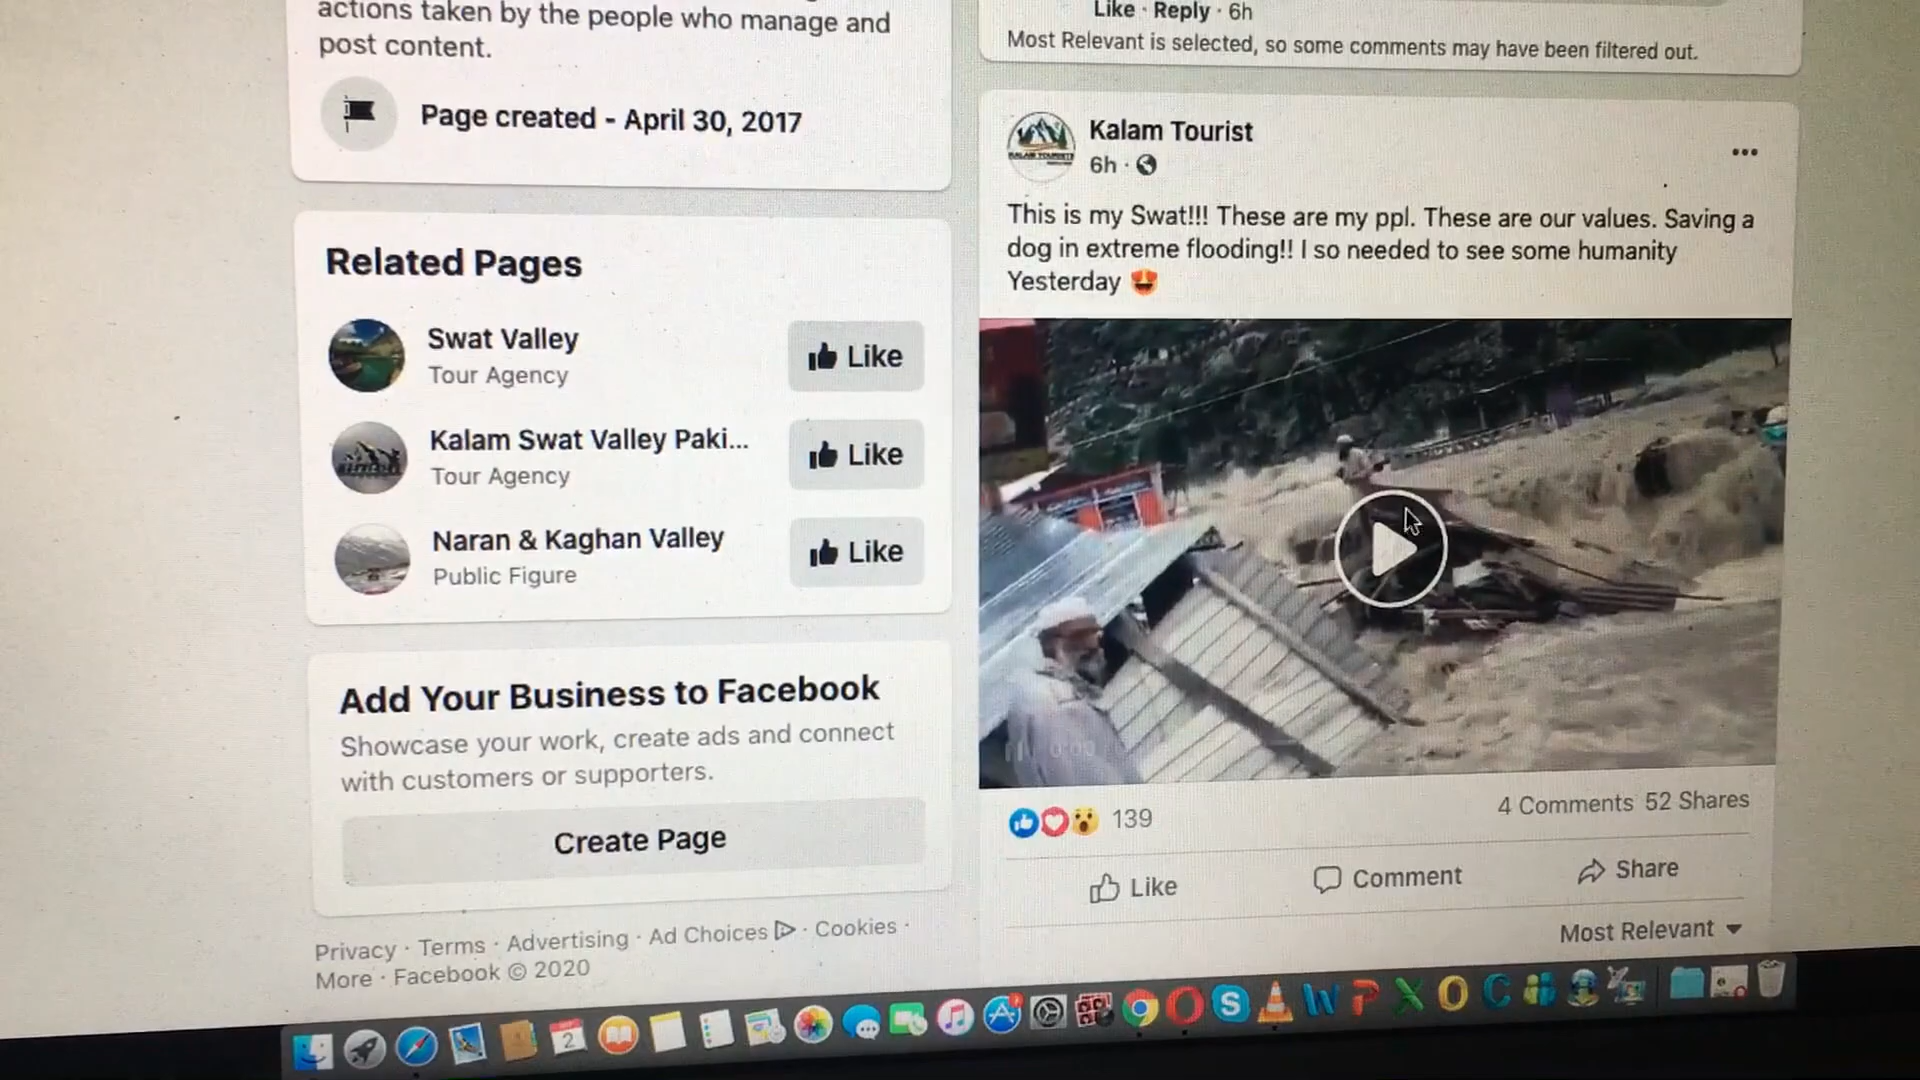 actions taken by the people who manage and
post content.
Page created - April 30, 2017
Related Pages
Swat Valley
Tour Agency
Like
Kalam Swat Valley Paki...
Tour Agency
Like
Naran & Kaghan Valley
Public Figure
Like
Add Your Business to Facebook
Showcase your work, create ads and connect
with customers or supporters.
Create Page
Privacy · Terms · Advertising · Ad Choices · Cookies ·
More · Facebook © 2020
Like · Reply · 6h
Most Relevant is selected, so some comments may have been filtered out.
Kalam Tourist
6h ·
This is my Swat!!! These are my ppl. These are our values. Saving a
dog in extreme flooding!! I so needed to see some humanity
Yesterday 😍
0:00
139
4 Comments 52 Shares
Like
Comment
Share
Most Relevant
2